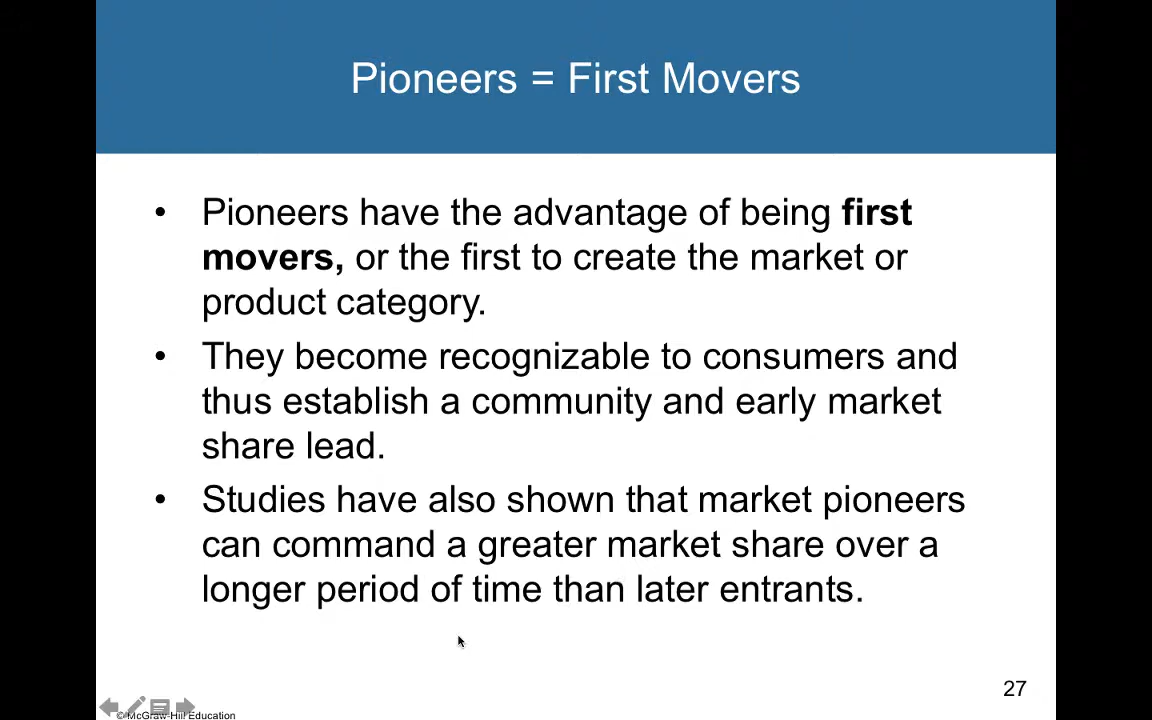 Pioneers = First Movers
• Pioneers have the advantage of being first
movers, or the first to create the market or
product category.
• They become recognizable to consumers and
thus establish a community and early market
share lead.
• Studies have also shown that market pioneers
can command a greater market share over a
longer period of time than later entrants.
27
© McGraw-Hill Education